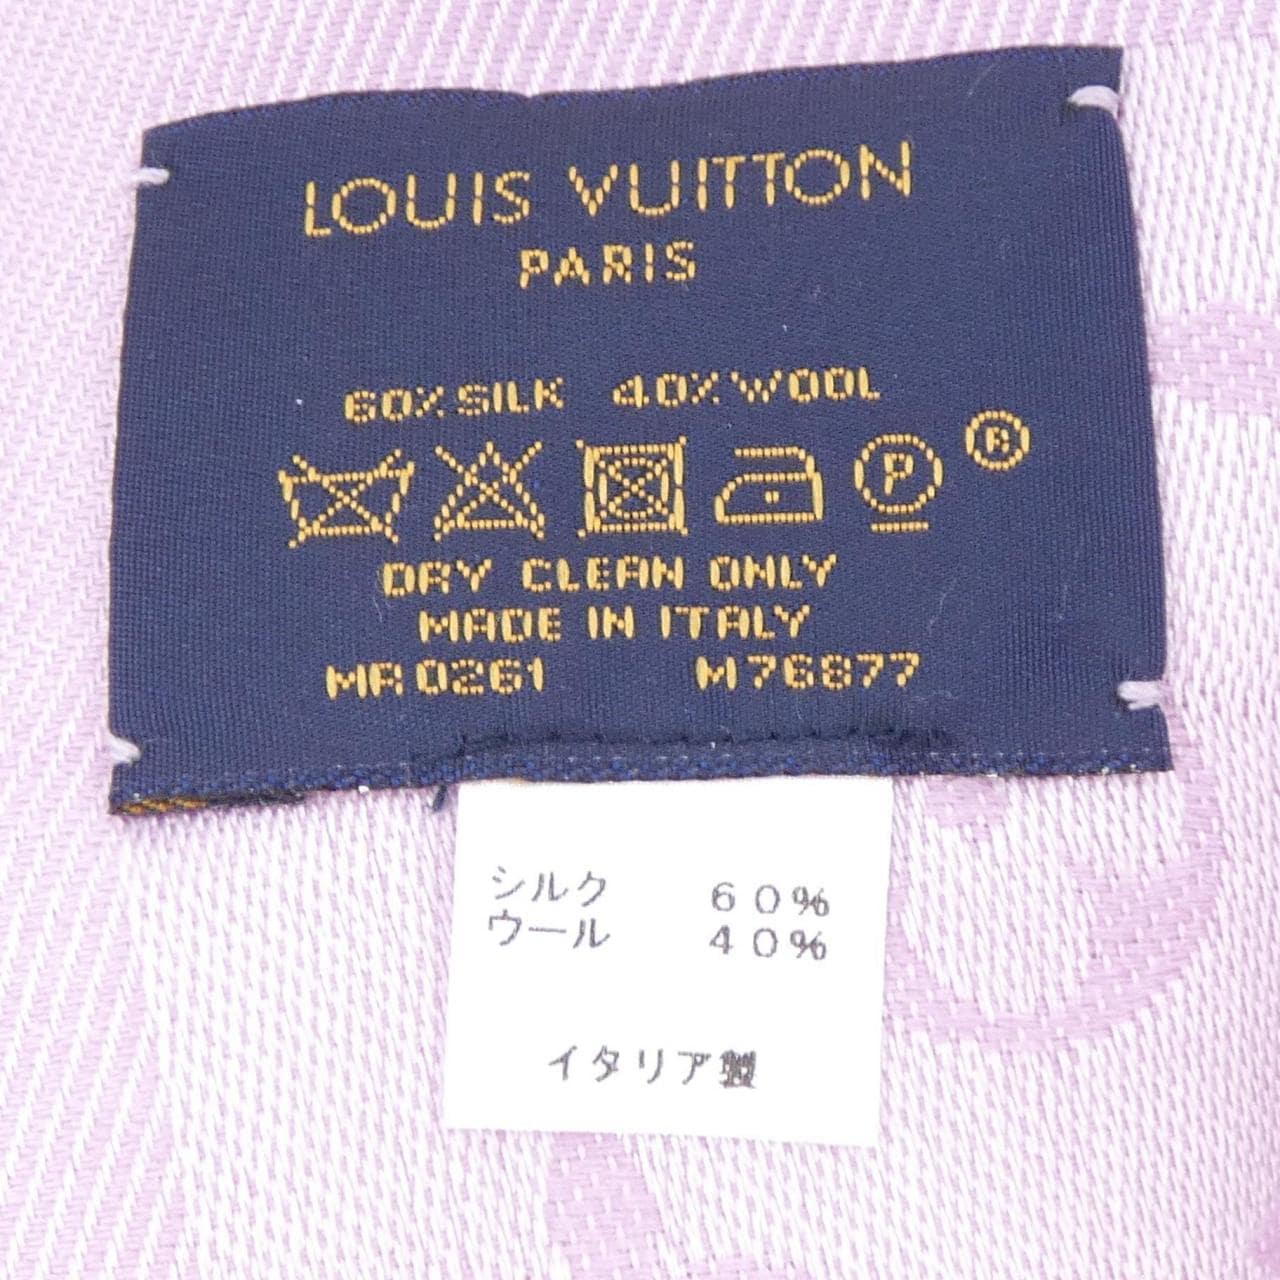 LOUIS VUITTON
PARIS
60% SILK 40% WOOL
P ®
DRY CLEAN ONLY
MADE IN ITALY
MR0261 M76877
シルク 60%
ウール 40%
イタリア製